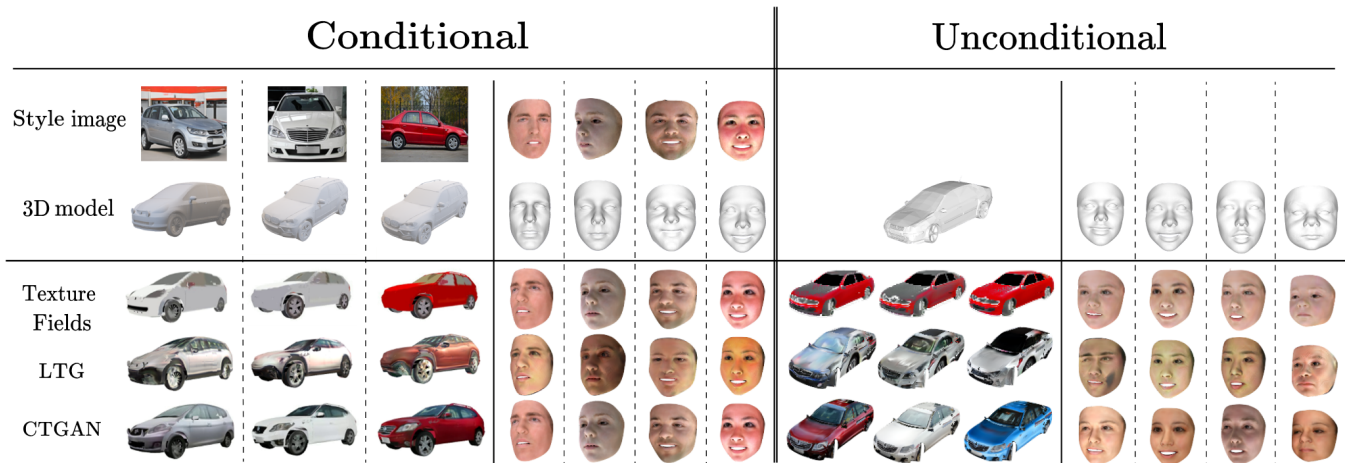 Conditional
Unconditional
Style image
3D model
Texture
Fields
LTG
CTGAN